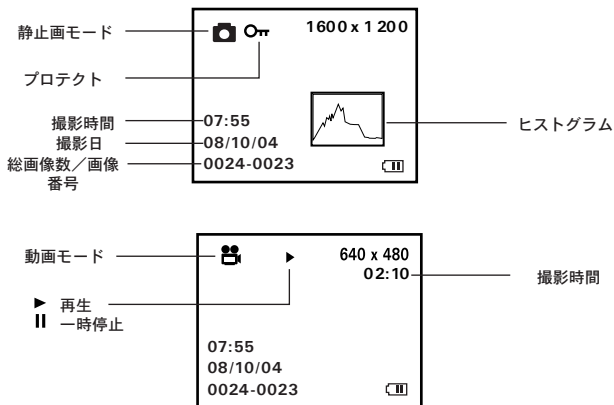 静止画モード
1600 x 1200
プロテクト
撮影時間
07:55
ヒストグラム
撮影日
08/10/04
総画像数/画像
番号
0024-0023
動画モード
640 x 480
02:10
撮影時間
▶ 再生
II 一時停止
07:55
08/10/04
0024-0023